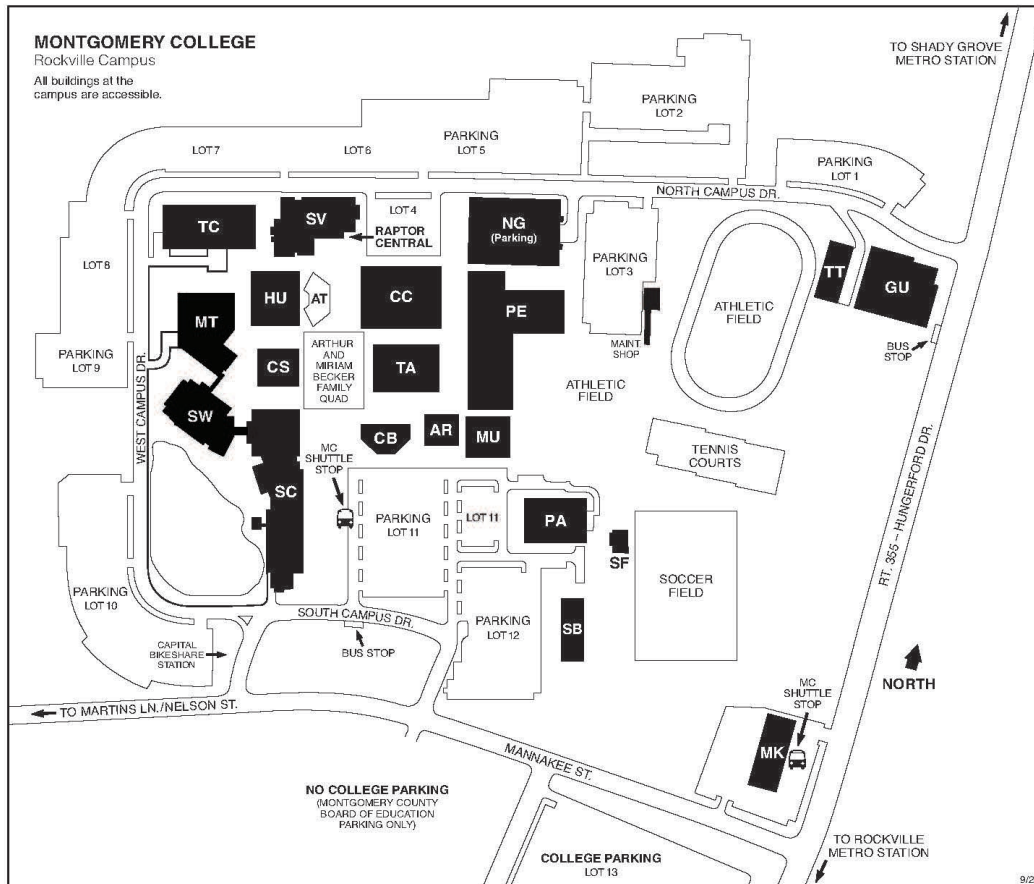 MONTGOMERY COLLEGE
Rockville Campus
All buildings at the
campus are accessible.
TO SHADY GROVE
METRO STATION
PARKING
LOT 2
PARKING
LOT 5
LOT 7
LOT 6
PARKING
LOT 1
NORTH CAMPUS DR.
LOT 4
TC
SV
RAPTOR
CENTRAL
NG
(Parking)
PARKING
LOT 3
LOT 8
HU
AT
CC
PE
TT
GU
ATHLETIC
FIELD
MAINT.
SHOP
BUS
STOP
MT
PARKING
LOT 9
CS
ARTHUR
AND
MIRIAM
BECKER
FAMILY
QUAD
TA
ATHLETIC
FIELD
WEST CAMPUS DR.
SW
CB
AR
MU
TENNIS
COURTS
MC
SHUTTLE
STOP
SC
PARKING
LOT 11
LOT 11
PA
SF
RT. 355 – HUNGERFORD DR.
SOCCER
FIELD
PARKING
LOT 10
SOUTH CAMPUS DR.
PARKING
LOT 12
SB
CAPITAL
BIKESHARE
STATION
BUS STOP
NORTH
TO MARTINS LN./NELSON ST.
MC
SHUTTLE
STOP
MK
MANNAKEE ST.
NO COLLEGE PARKING
(MONTGOMERY COUNTY
BOARD OF EDUCATION
PARKING ONLY)
COLLEGE PARKING
LOT 13
TO ROCKVILLE
METRO STATION